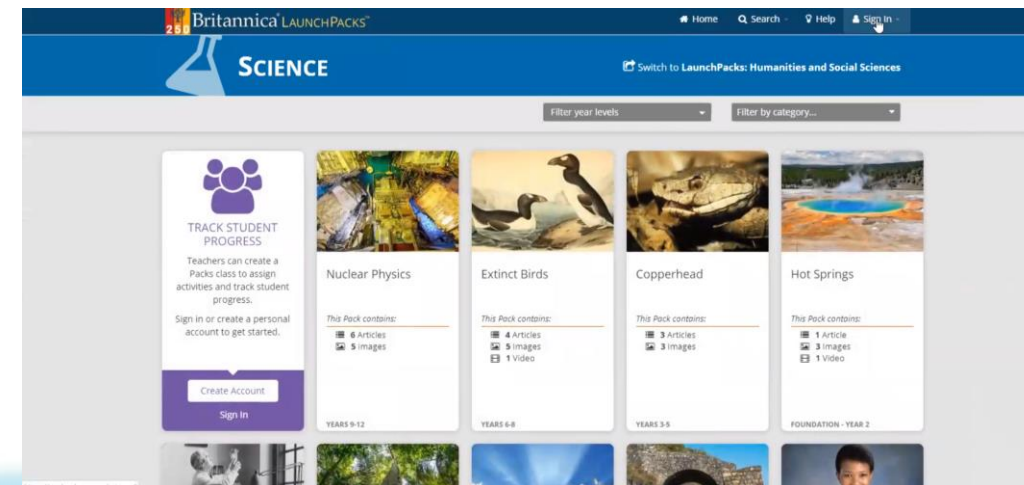 250 Britannica® LAUNCHPACKS™
Home
Search
Help
Sign In
SCIENCE
Switch to LaunchPacks: Humanities and Social Sciences
Filter year levels
Filter by category...
TRACK STUDENT
PROGRESS
Teachers can create a
Packs class to assign
activities and track student
progress.
Sign in or create a personal
account to get started.
Create Account
Sign In
Nuclear Physics
This Pack contains:
6 Articles
5 Images
YEARS 9-12
Extinct Birds
This Pack contains:
4 Articles
5 Images
1 Video
YEARS 6-8
Copperhead
This Pack contains:
3 Articles
3 Images
YEARS 3-5
Hot Springs
This Pack contains:
1 Article
3 Images
1 Video
FOUNDATION - YEAR 2